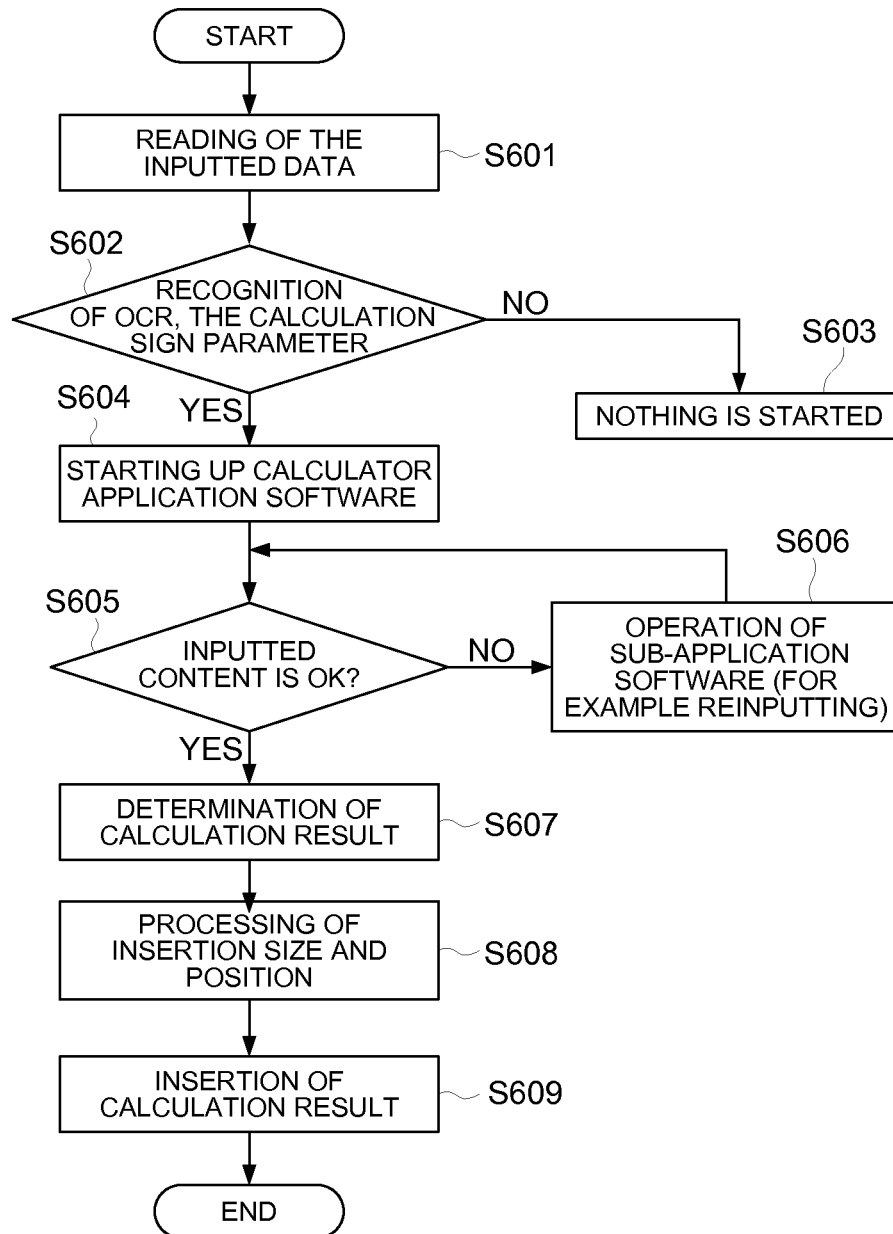 START
READING OF THE
INPUTTED DATA
S601
S602
RECOGNITION
OF OCR, THE CALCULATION
SIGN PARAMETER
NO
S603
NOTHING IS STARTED
YES
S604
STARTING UP CALCULATOR
APPLICATION SOFTWARE
S605
INPUTTED
CONTENT IS OK?
NO
S606
OPERATION OF
SUB-APPLICATION
SOFTWARE (FOR
EXAMPLE REINPUTTING)
YES
DETERMINATION OF
CALCULATION RESULT
S607
PROCESSING OF
INSERTION SIZE AND
POSITION
S608
INSERTION OF
CALCULATION RESULT
S609
END